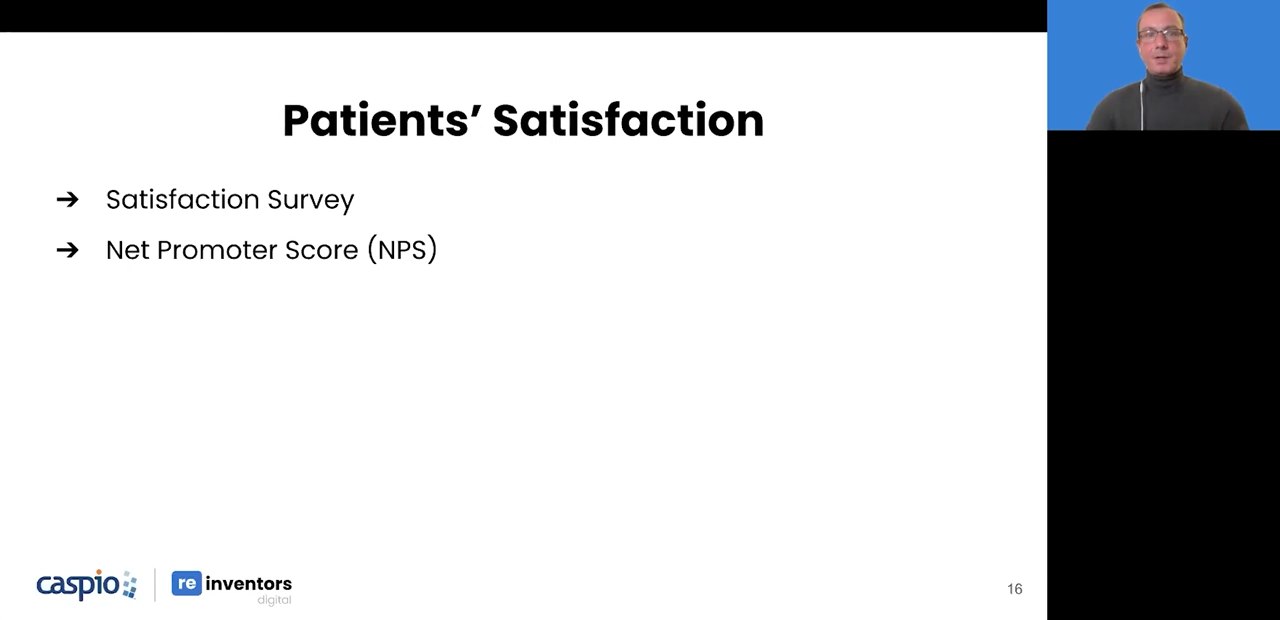 Patients’ Satisfaction
➔ Satisfaction Survey
➔ Net Promoter Score (NPS)
caspio
re inventors
digital
16